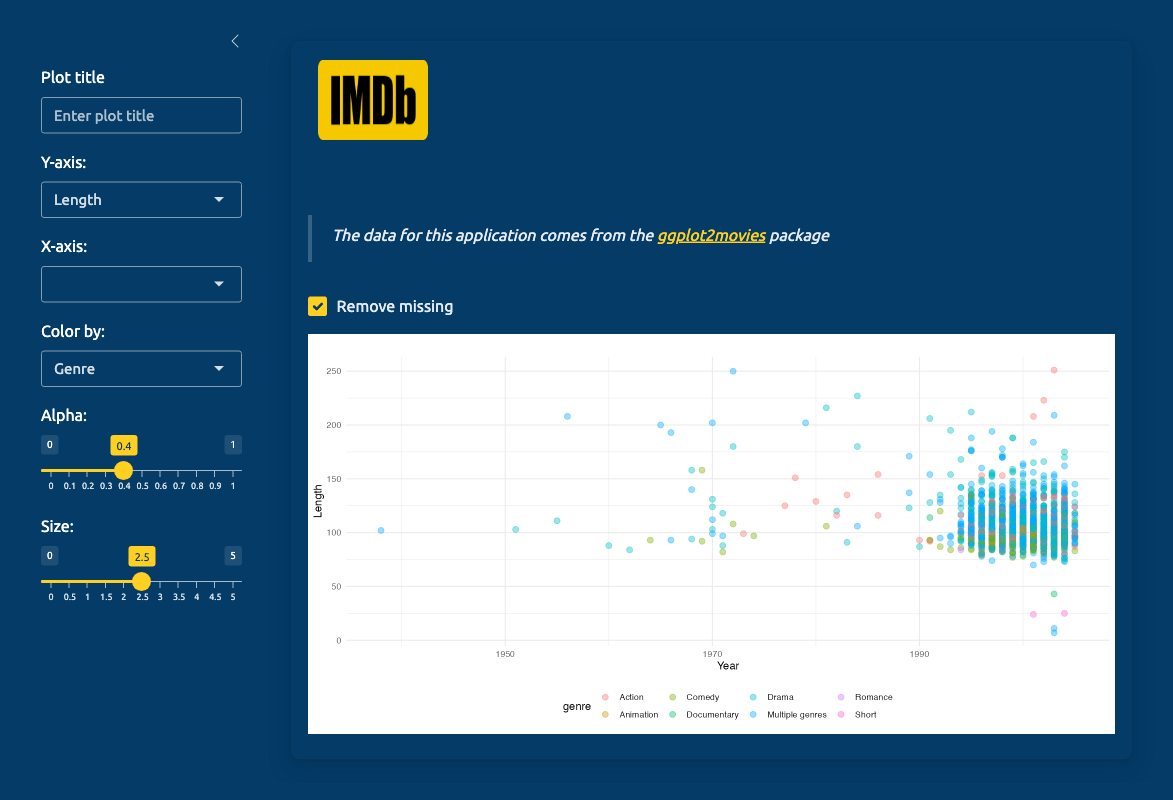 Plot title
Enter plot title
Y-axis:
Length
X-axis:
Color by:
Genre
Alpha:
0 0.4 1
0 0.1 0.2 0.3 0.4 0.5 0.6 0.7 0.8 0.9 1
Size:
0 2.5 5
0 0.5 1 1.5 2 2.5 3 3.5 4 4.5 5
IMDb
The data for this application comes from the ggplot2movies package
Remove missing
250
200
150
100
50
0
Length
1950 1970 1990
Year
genre
Action Comedy Drama Romance
Animation Documentary Multiple genres Short